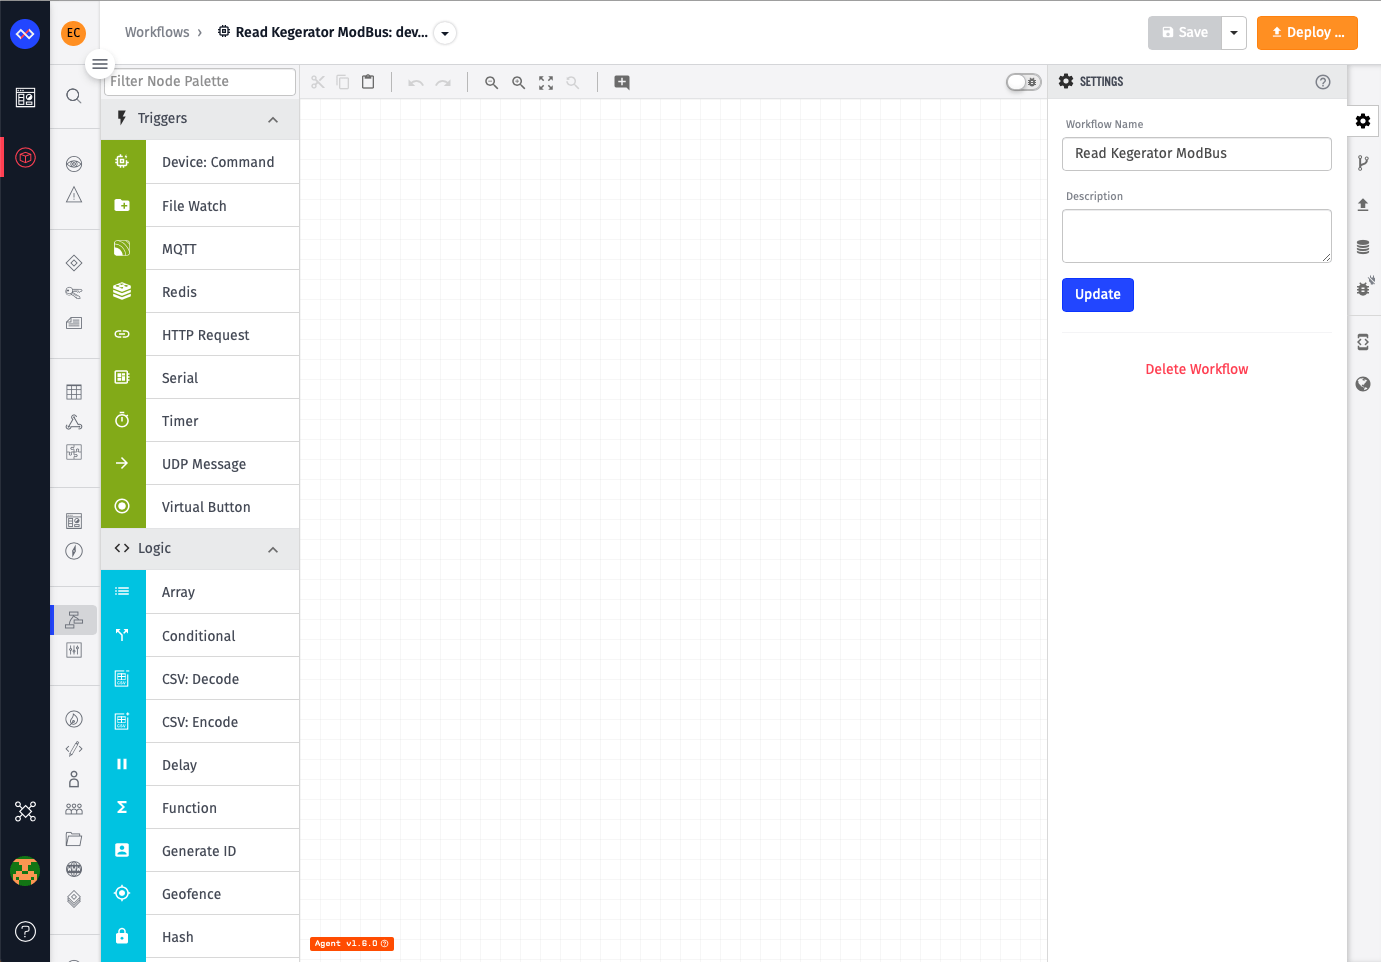 EC
Workflows › Read Kegerator ModBus: dev...
Save
Deploy ...
Filter Node Palette
Triggers
Device: Command
File Watch
MQTT
Redis
HTTP Request
Serial
Timer
UDP Message
Virtual Button
Logic
Array
Conditional
CSV: Decode
CSV: Encode
Delay
Function
Generate ID
Geofence
Hash
Agent v1.6.0
SETTINGS
Workflow Name
Read Kegerator ModBus
Description
Update
Delete Workflow